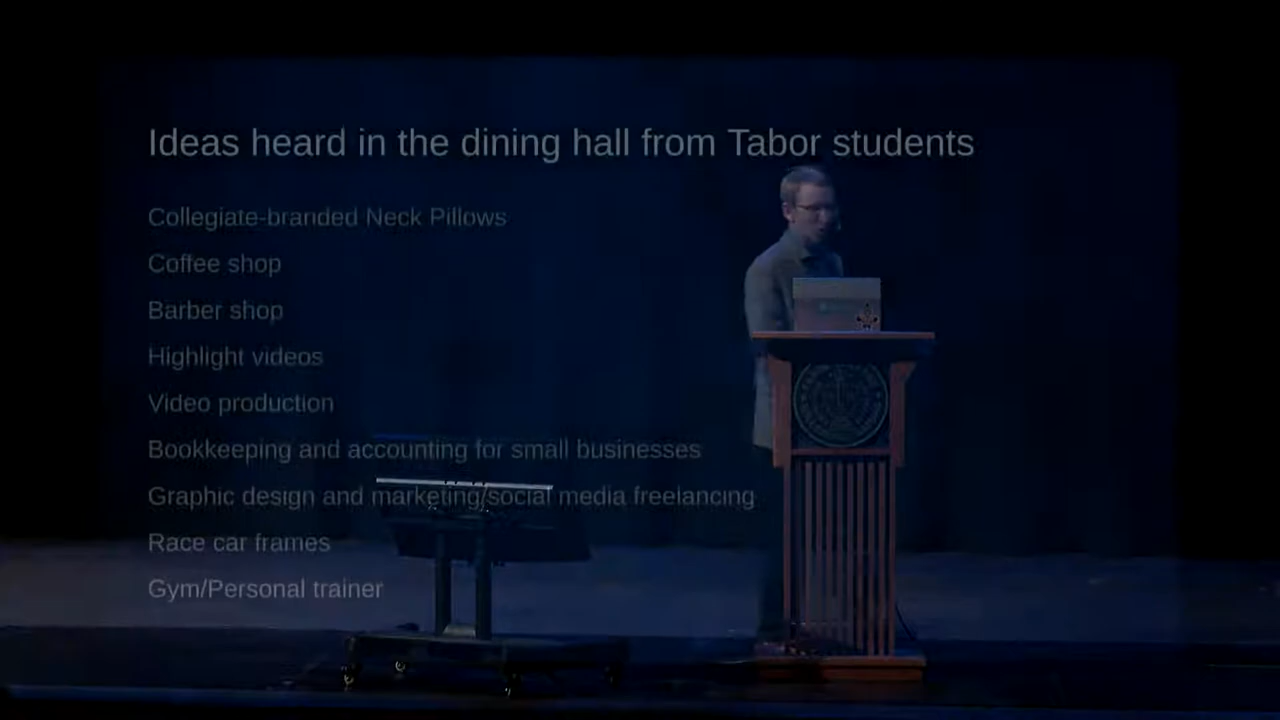 Ideas heard in the dining hall from Tabor students
Collegiate-branded Neck Pillows
Coffee shop
Barber shop
Highlight videos
Video production
Bookkeeping and accounting for small businesses
Graphic design and marketing/social media freelancing
Race car frames
Gym/Personal trainer